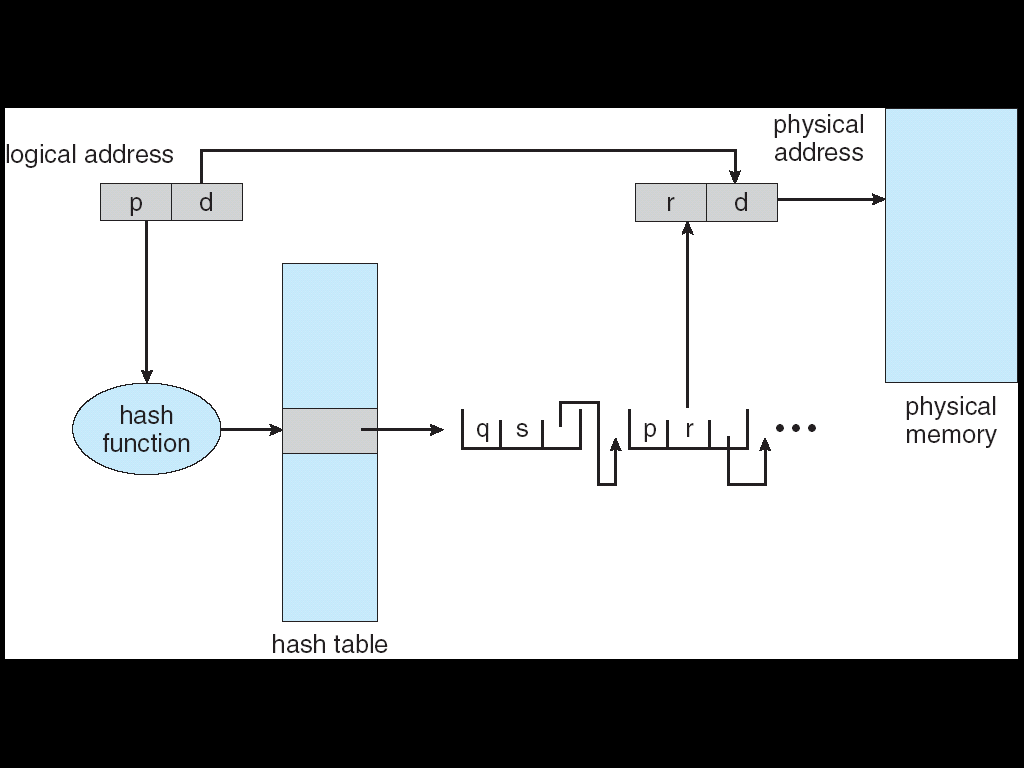 logical address
physical
address
p d
r d
hash
function
q s
p r
•••
physical
memory
hash table